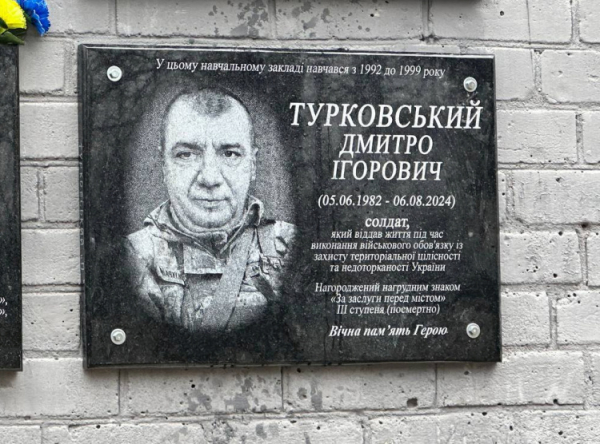 У цьому навчальному закладі навчався з 1992 до 1999 року
ТУРКОВСЬКИЙ
ДМИТРО
ІГОРОВИЧ
(05.06.1982 - 06.08.2024)
солдат,
який віддав життя під час
виконання військового обов'язку із
захисту територіальної цілісності
та недоторканості України
Нагороджений нагрудним знаком
«За заслуги перед містом»
ІІІ ступеня (посмертно)
Вічна пам'ять Герою